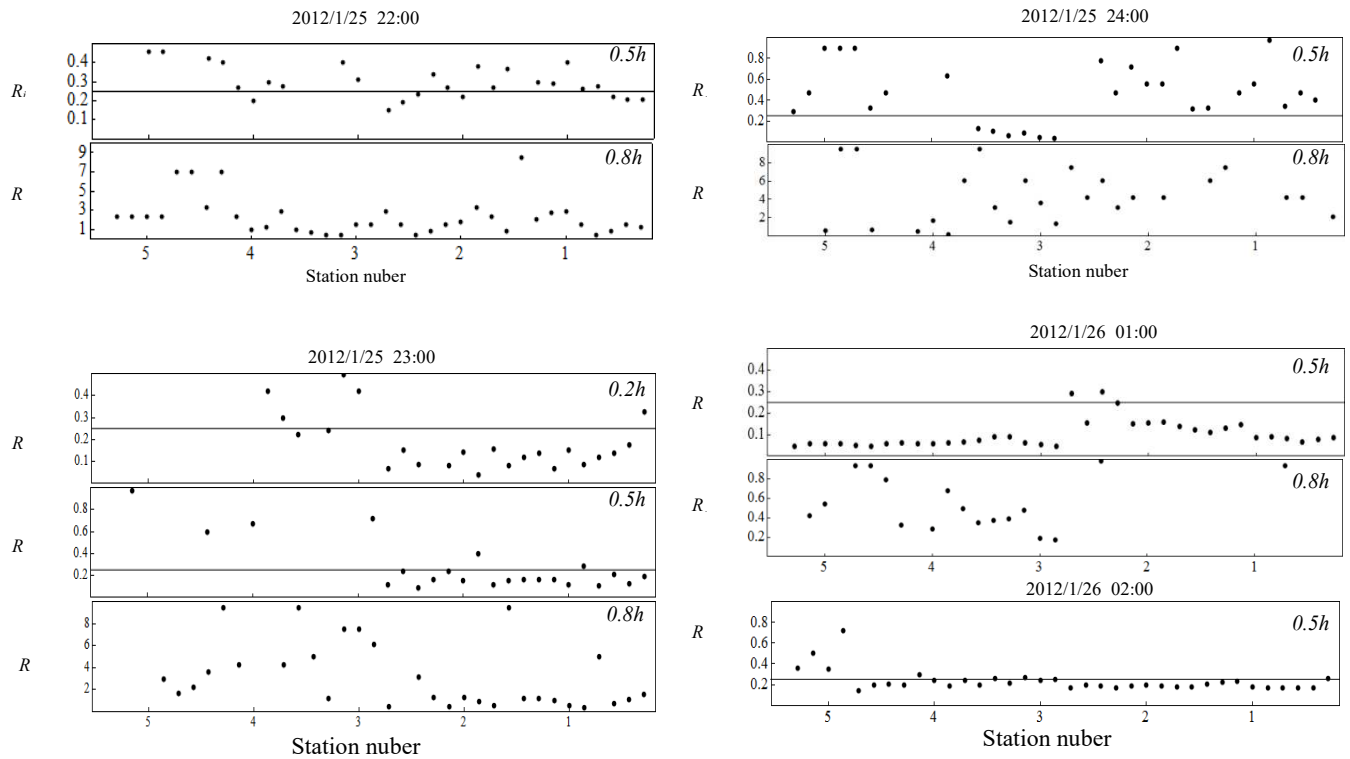 2012/1/25 22:00
0.5h
0.4
0.3
0.2
0.1
R
0.8h
9
7
5
3
1
R
5 4 3 2 1
Station nuber
2012/1/25 24:00
0.5h
0.8
0.6
0.4
0.2
R
0.8h
8
6
4
2
R
5 4 3 2 1
Station nuber
2012/1/25 23:00
0.2h
0.4
0.3
0.2
0.1
R
0.5h
0.8
0.6
0.4
0.2
R
0.8h
8
6
4
2
R
5 4 3 2 1
Station nuber
2012/1/26 01:00
0.5h
0.4
0.3
0.2
0.1
R
0.8h
0.8
0.6
0.4
0.2
R
5 4 3 2 1
2012/1/26 02:00
0.5h
0.8
0.6
0.4
0.2
R
5 4 3 2 1
Station nuber